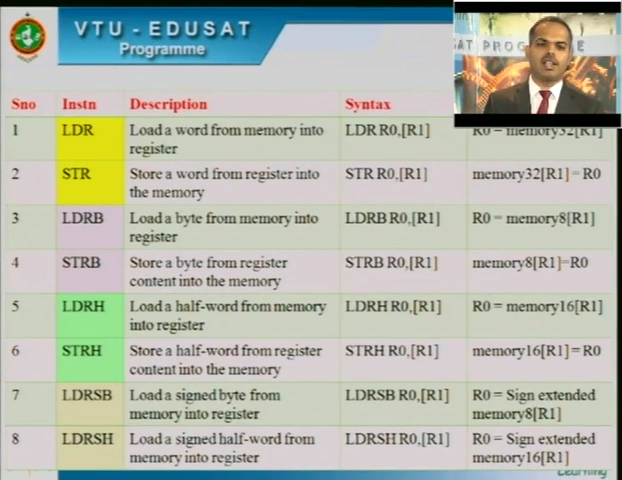 VTU - EDUSAT
Programme
SAT PROG E
Sno Instn Description Syntax
1 LDR Load a word from memory into LDR R0,[R1] R0 = memory32[R1]
register
2 STR Store a word from register into STR R0,[R1] memory32[R1] = R0
the memory
3 LDRB Load a byte from memory into LDRB R0,[R1] R0 = memory8[R1]
register
4 STRB Store a byte from register STRB R0,[R1] memory8[R1]=R0
content into the memory
5 LDRH Load a half-word from memory LDRH R0,[R1] R0 = memory16[R1]
into register
6 STRH Store a half-word from register STRH R0,[R1] memory16[R1] = R0
content into the memory
7 LDRSB Load a signed byte from LDRSB R0,[R1] R0 = Sign extended
memory into register memory8[R1]
8 LDRSH Load a signed half-word from LDRSH R0,[R1] R0 = Sign extended
memory into register memory16[R1]
Learning